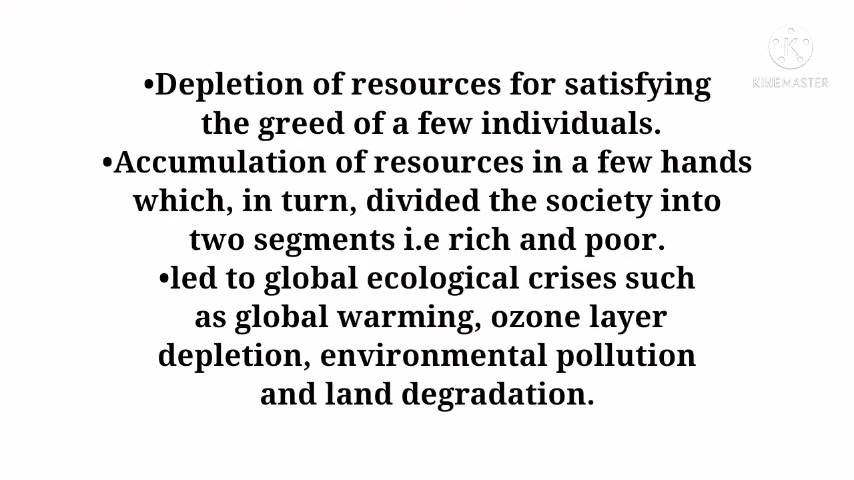 KINEMASTER
•Depletion of resources for satisfying
the greed of a few individuals.
•Accumulation of resources in a few hands
which, in turn, divided the society into
two segments i.e rich and poor.
•led to global ecological crises such
as global warming, ozone layer
depletion, environmental pollution
and land degradation.